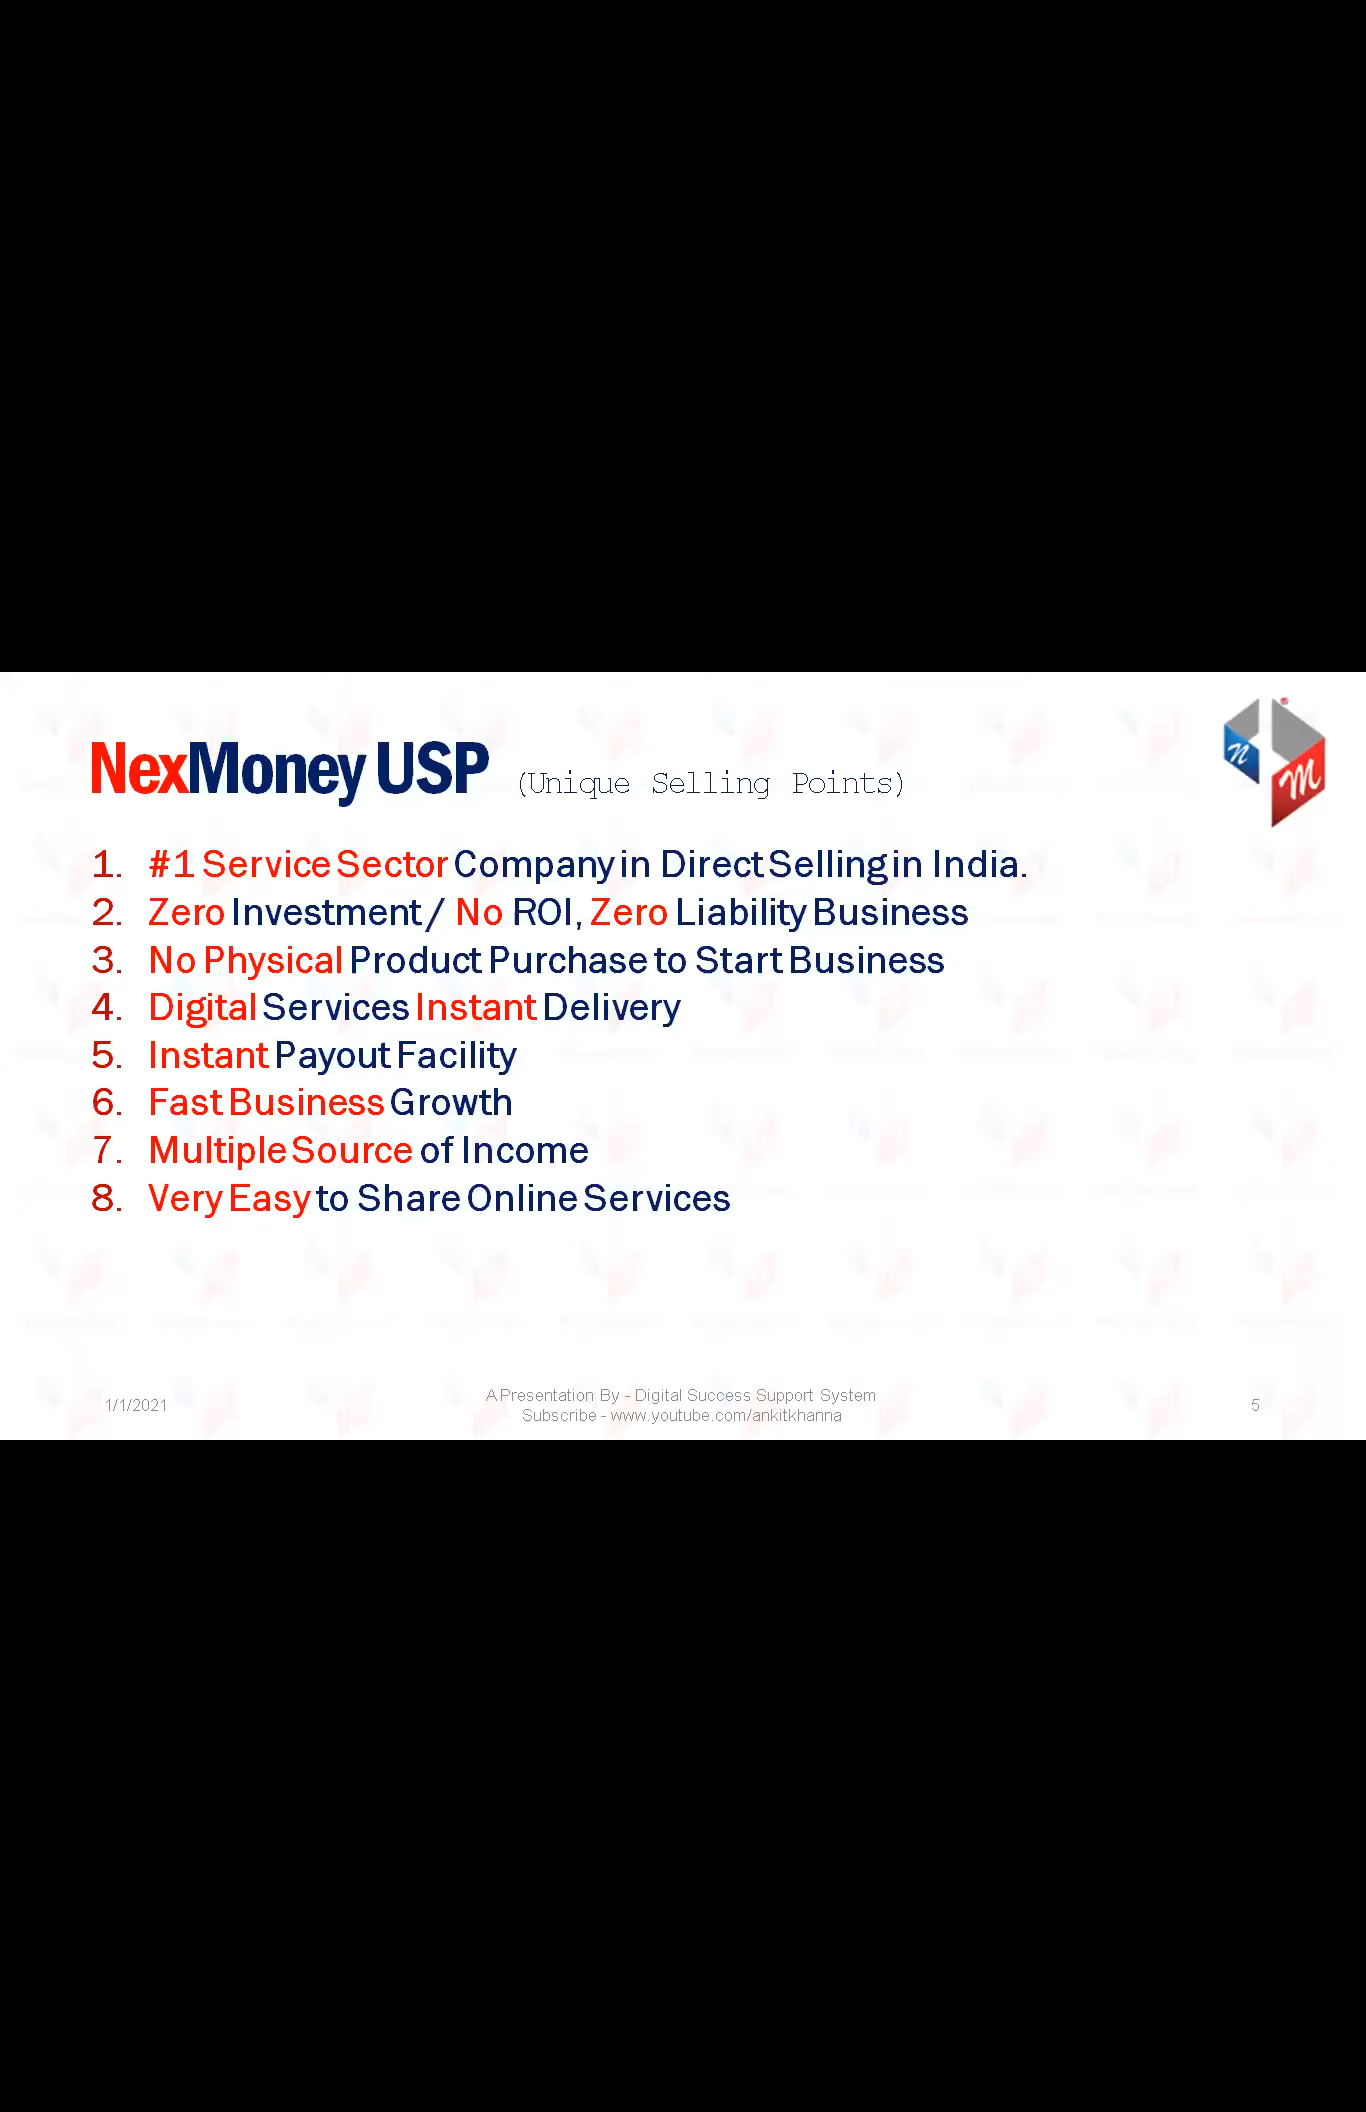 NexMoney USP (Unique Selling Points)
n
m
1. #1 Service Sector Company in Direct Selling in India.
2. Zero Investment / No ROI, Zero Liability Business
3. No Physical Product Purchase to Start Business
4. Digital Services Instant Delivery
5. Instant Payout Facility
6. Fast Business Growth
7. Multiple Source of Income
8. Very Easy to Share Online Services
1/1/2021
A Presentation By - Digital Success Support System
Subscribe - www.youtube.com/ankitkhanna
5